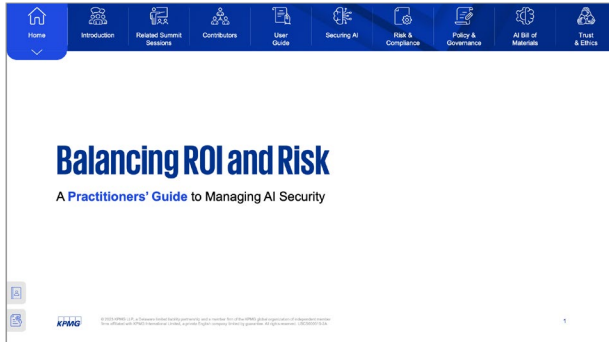 Home
Introduction
Related Summit
Sessions
Contributors
User
Guide
Securing AI
Risk &
Compliance
Policy &
Governance
AI Bill of
Materials
Trust
& Ethics
Balancing ROI and Risk
A Practitioners' Guide to Managing AI Security
KPMG
1